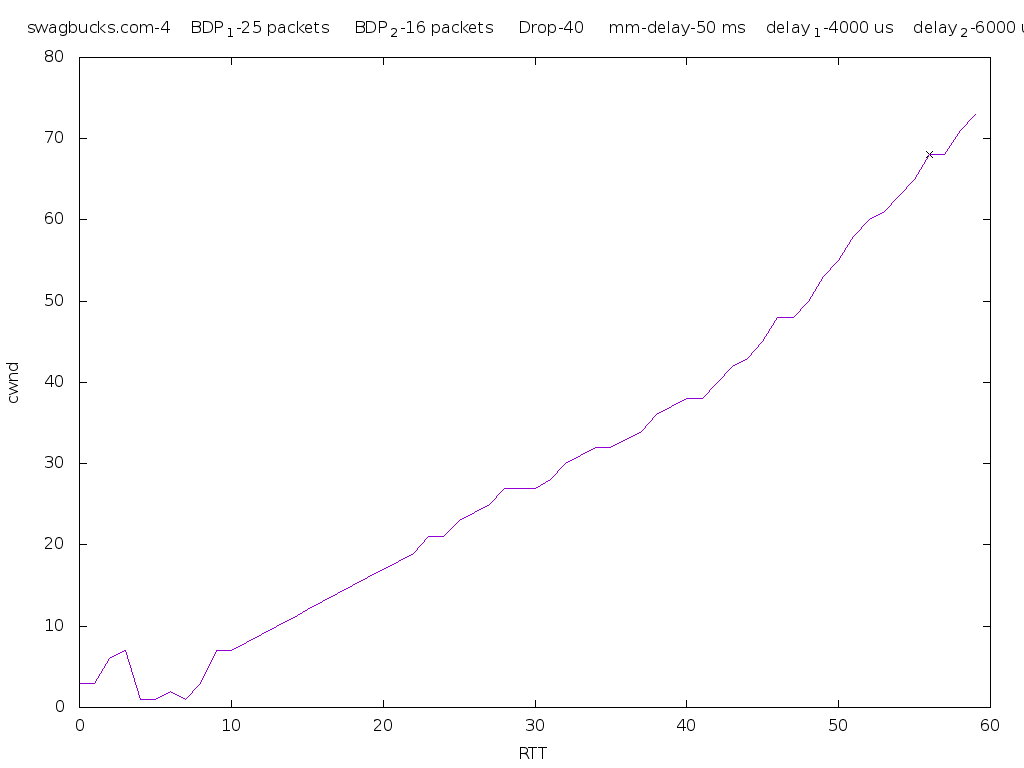 swagbucks.com-4 BDP1-25 packets BDP2-16 packets Drop-40 mm-delay-50 ms delay1-4000 us delay2-6000 u
80
70
60
50
40
30
20
10
0
cwnd
0 10 20 30 40 50 60
RTT